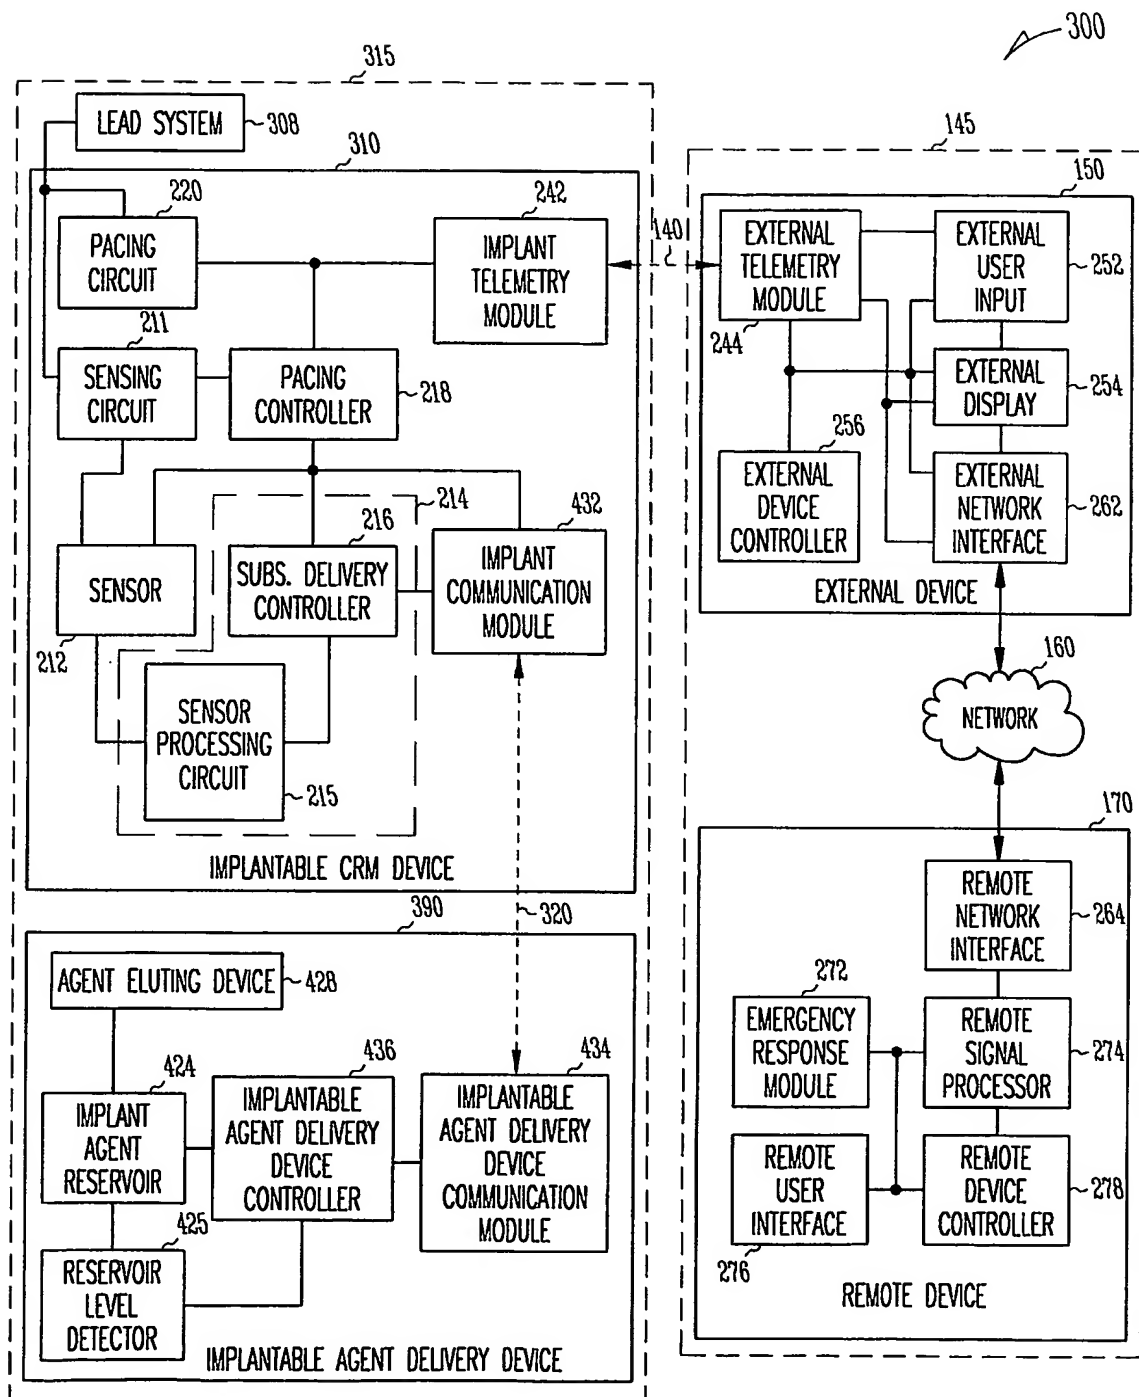 300
315
LEAD SYSTEM
308
310
220
PACING
CIRCUIT
242
IMPLANT
TELEMETRY
MODULE
211
SENSING
CIRCUIT
PACING
CONTROLLER
218
214
216
SUBS. DELIVERY
CONTROLLER
432
IMPLANT
COMMUNICATION
MODULE
SENSOR
212
SENSOR
PROCESSING
CIRCUIT
215
IMPLANTABLE CRM DEVICE
320
390
AGENT ELUTING DEVICE
428
424
IMPLANT
AGENT
RESERVOIR
436
IMPLANTABLE
AGENT DELIVERY
DEVICE
CONTROLLER
434
IMPLANTABLE
AGENT DELIVERY
DEVICE
COMMUNICATION
MODULE
425
RESERVOIR
LEVEL
DETECTOR
IMPLANTABLE AGENT DELIVERY DEVICE
140
145
150
EXTERNAL
TELEMETRY
MODULE
244
EXTERNAL
USER
INPUT
252
EXTERNAL
DISPLAY
254
256
EXTERNAL
DEVICE
CONTROLLER
EXTERNAL
NETWORK
INTERFACE
262
EXTERNAL DEVICE
160
NETWORK
170
REMOTE
NETWORK
INTERFACE
264
272
EMERGENCY
RESPONSE
MODULE
REMOTE
SIGNAL
PROCESSOR
274
REMOTE
USER
INTERFACE
276
REMOTE
DEVICE
CONTROLLER
278
REMOTE DEVICE